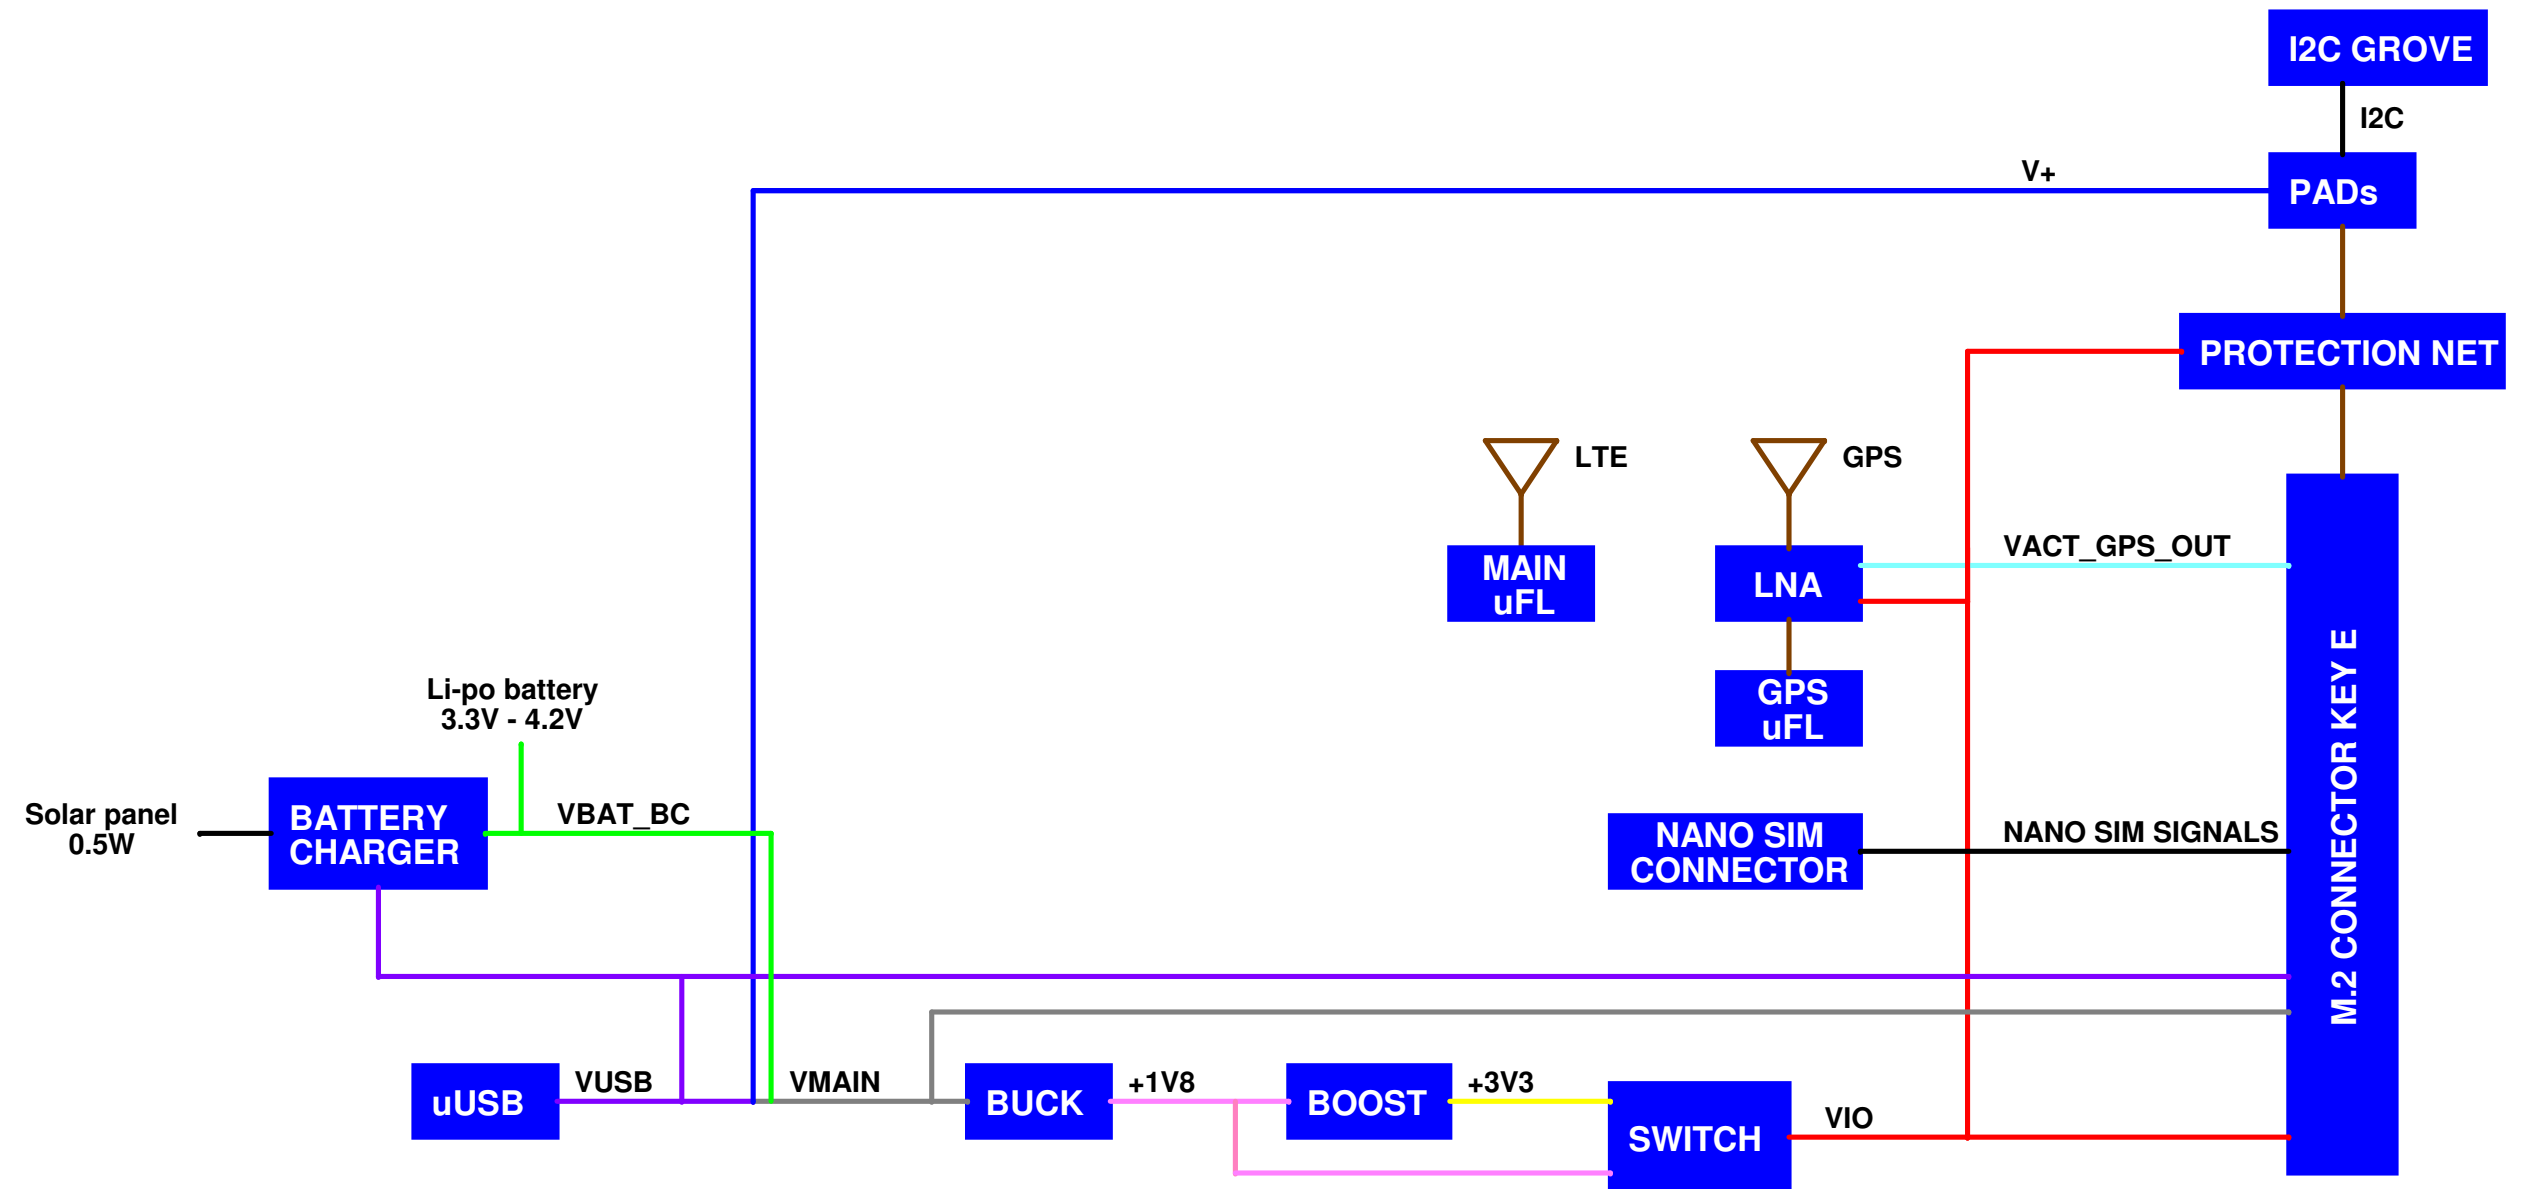 I2C GROVE
I2C
V+
PADs
PROTECTION NET
LTE
GPS
VACT_GPS_OUT
MAIN
uFL
LNA
GPS
uFL
M.2 CONNECTOR KEY E
Li-po battery
3.3V - 4.2V
Solar panel
0.5W
BATTERY
CHARGER
VBAT_BC
NANO SIM
CONNECTOR
NANO SIM SIGNALS
uUSB
VUSB
VMAIN
BUCK
+1V8
BOOST
+3V3
SWITCH
VIO